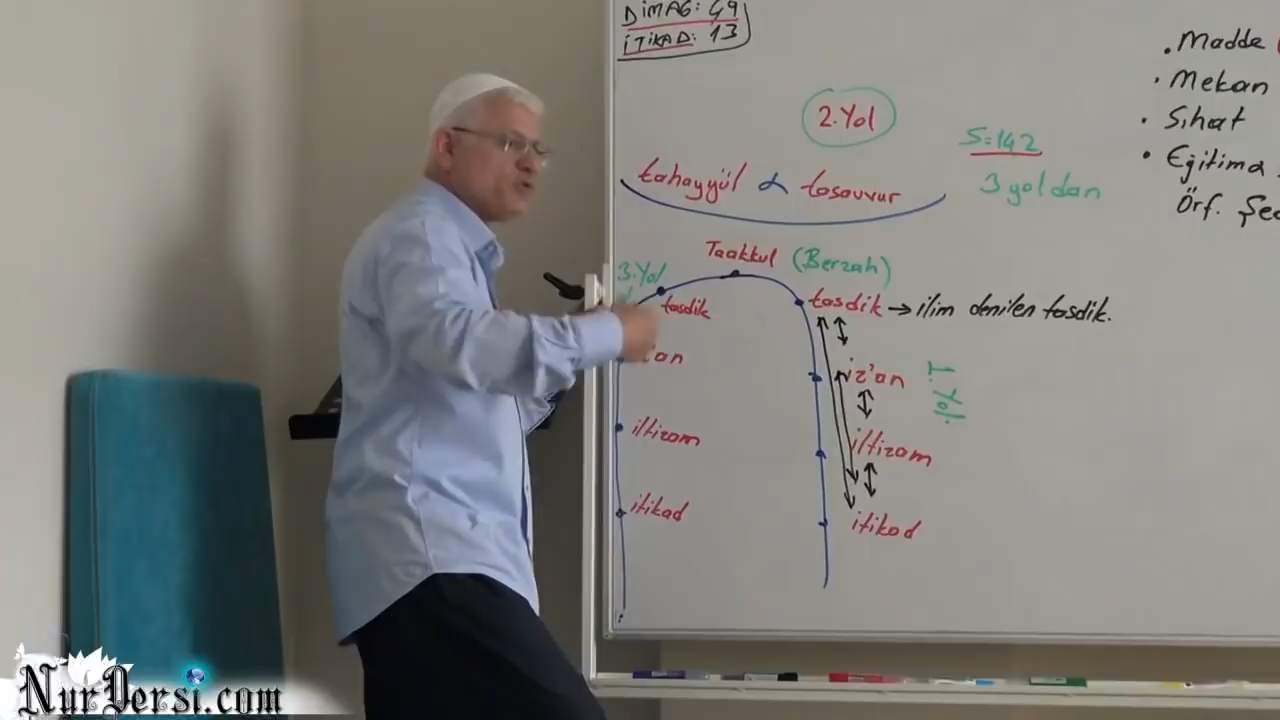 DİMAĞ: 49
İTİKAD: 13
2.Yol
tahayyül & tasavvur
S=142
3 yoldan
. Madde
. Mekan
. Sıhat
. Eğitima
Örf.
Taakkul (Berzah)
3.Yol
tasdik
tasdik → ilim denilen tasdik.
iz'an
1. Yol.
iltizam
iltizam
itikad
itikad
NurDersi.com